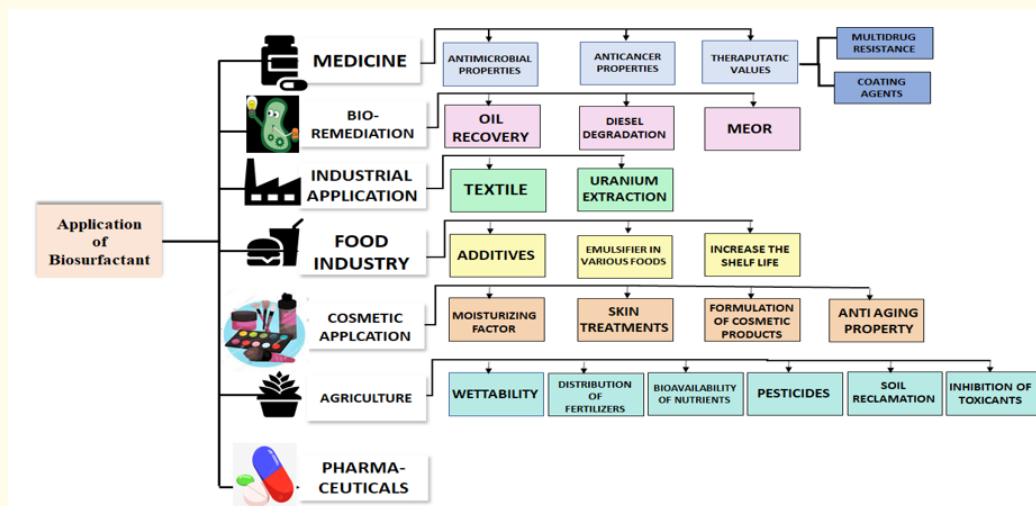 Application
of
Biosurfactant
MEDICINE
ANTIMICROBIAL
PROPERTIES
ANTICANCER
PROPERTIES
THERAPUTATIC
VALUES
MULTIDRUG
RESISTANCE
COATING
AGENTS
BIO-
REMEDIATION
OIL
RECOVERY
DIESEL
DEGRADATION
MEOR
INDUSTRIAL
APPLICATION
TEXTILE
URANIUM
EXTRACTION
FOOD
INDUSTRY
ADDITIVES
EMULSIFIER IN
VARIOUS FOODS
INCREASE THE
SHELF LIFE
COSMETIC
APPLCATION
MOISTURIZING
FACTOR
SKIN
TREATMENTS
FORMULATION
OF COSMETIC
PRODUCTS
ANTI AGING
PROPERTY
AGRICULTURE
WETTABILITY
DISTRIBUTION
OF
FERTILIZERS
BIOAVAILABILITY
OF NUTRIENTS
PESTICIDES
SOIL
RECLAMATION
INHIBITION OF
TOXICANTS
PHARMA-
CEUTICALS